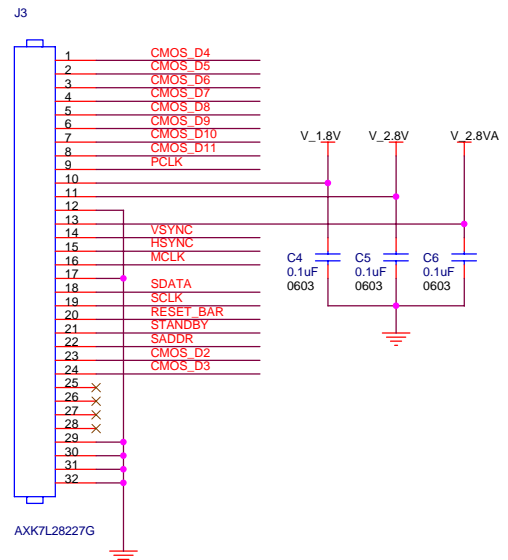 J3
1 CMOS_D4
2 CMOS_D5
3 CMOS_D6
4 CMOS_D7
5 CMOS_D8
6 CMOS_D9
7 CMOS_D10
8 CMOS_D11
9 PCLK
10
11
12
13
14 VSYNC
15 HSYNC
16 MCLK
17
18 SDATA
19 SCLK
20 RESET_BAR
21 STANDBY
22 SADDR
23 CMOS_D2
24 CMOS_D3
25
26
27
28
29
30
31
32
AXK7L28227G
V_1.8V V_2.8V V_2.8VA
C4 C5 C6
0.1uF 0.1uF 0.1uF
0603 0603 0603